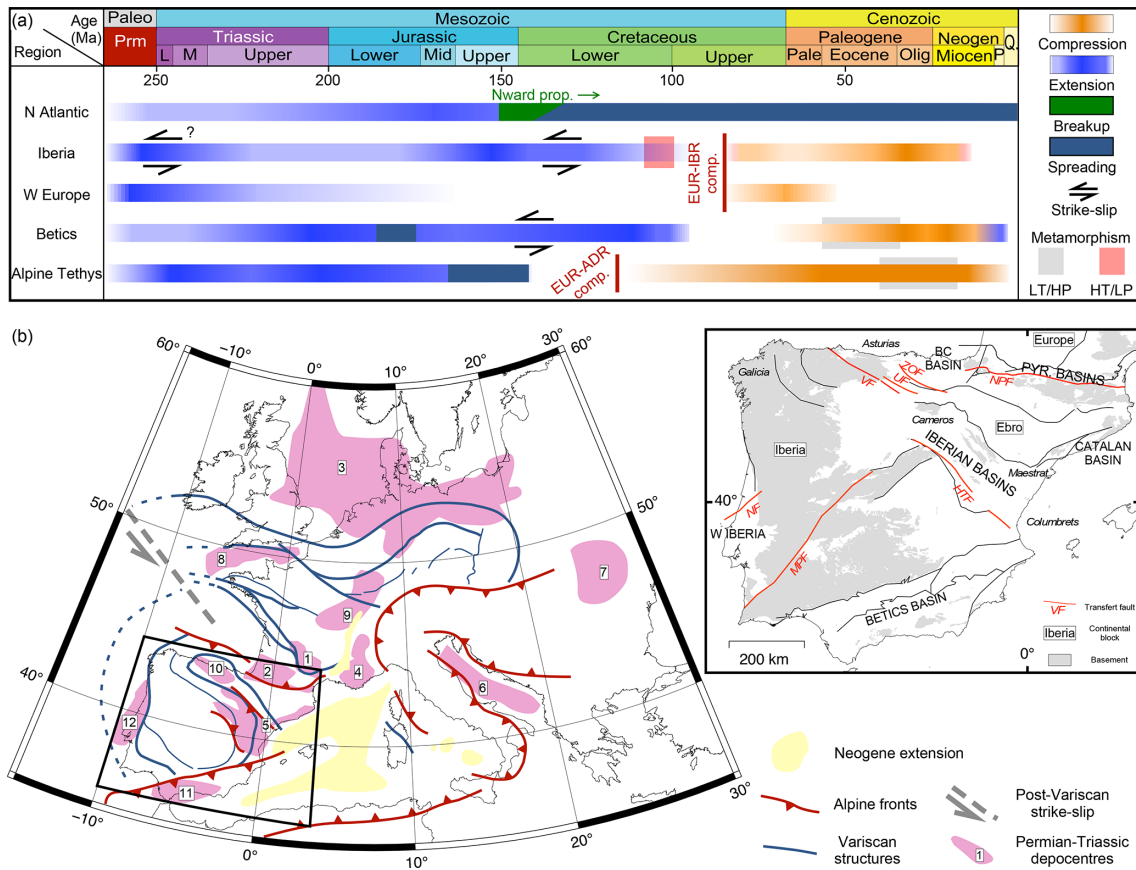 (a)
Age
(Ma)
Region
Paleo
Mesozoic
Cenozoic
Prm
Triassic
Jurassic
Cretaceous
Paleogene
Neogen
Q.
L
M
Upper
Lower
Mid
Upper
Lower
Upper
Pale
Eocene
Olig
Miocen
P
250
200
150
100
50
Nward prop. →
N Atlantic
?
Iberia
W Europe
Betics
Alpine Tethys
EUR-IBR
comp.
EUR-ADR
comp.
Compression
Extension
Breakup
Spreading
Strike-slip
Metamorphism
LT/HP
HT/LP
(b)
60°
−10°
0°
10°
20°
30°
60°
50°
50°
40°
40°
30°
−10°
0°
10°
20°
3
8
7
9
1
2
4
10
5
6
12
11
Asturias
BC
BASIN
Europe
Galicia
ZOF
UF
VF
NPF
PYR. BASINS
Cameros
Ebro
Iberia
IBERIAN BASINS
CATALAN
BASIN
Maestrat
HTF
40°
NF
W IBERIA
Columbrets
MPF
BETICS BASIN
200 km
0°
VF
Transfert fault
Iberia
Continental
block
Basement
Neogene extension
Alpine fronts
Variscan
structures
Post-Variscan
strike-slip
1
Permian-Triassic
depocentres